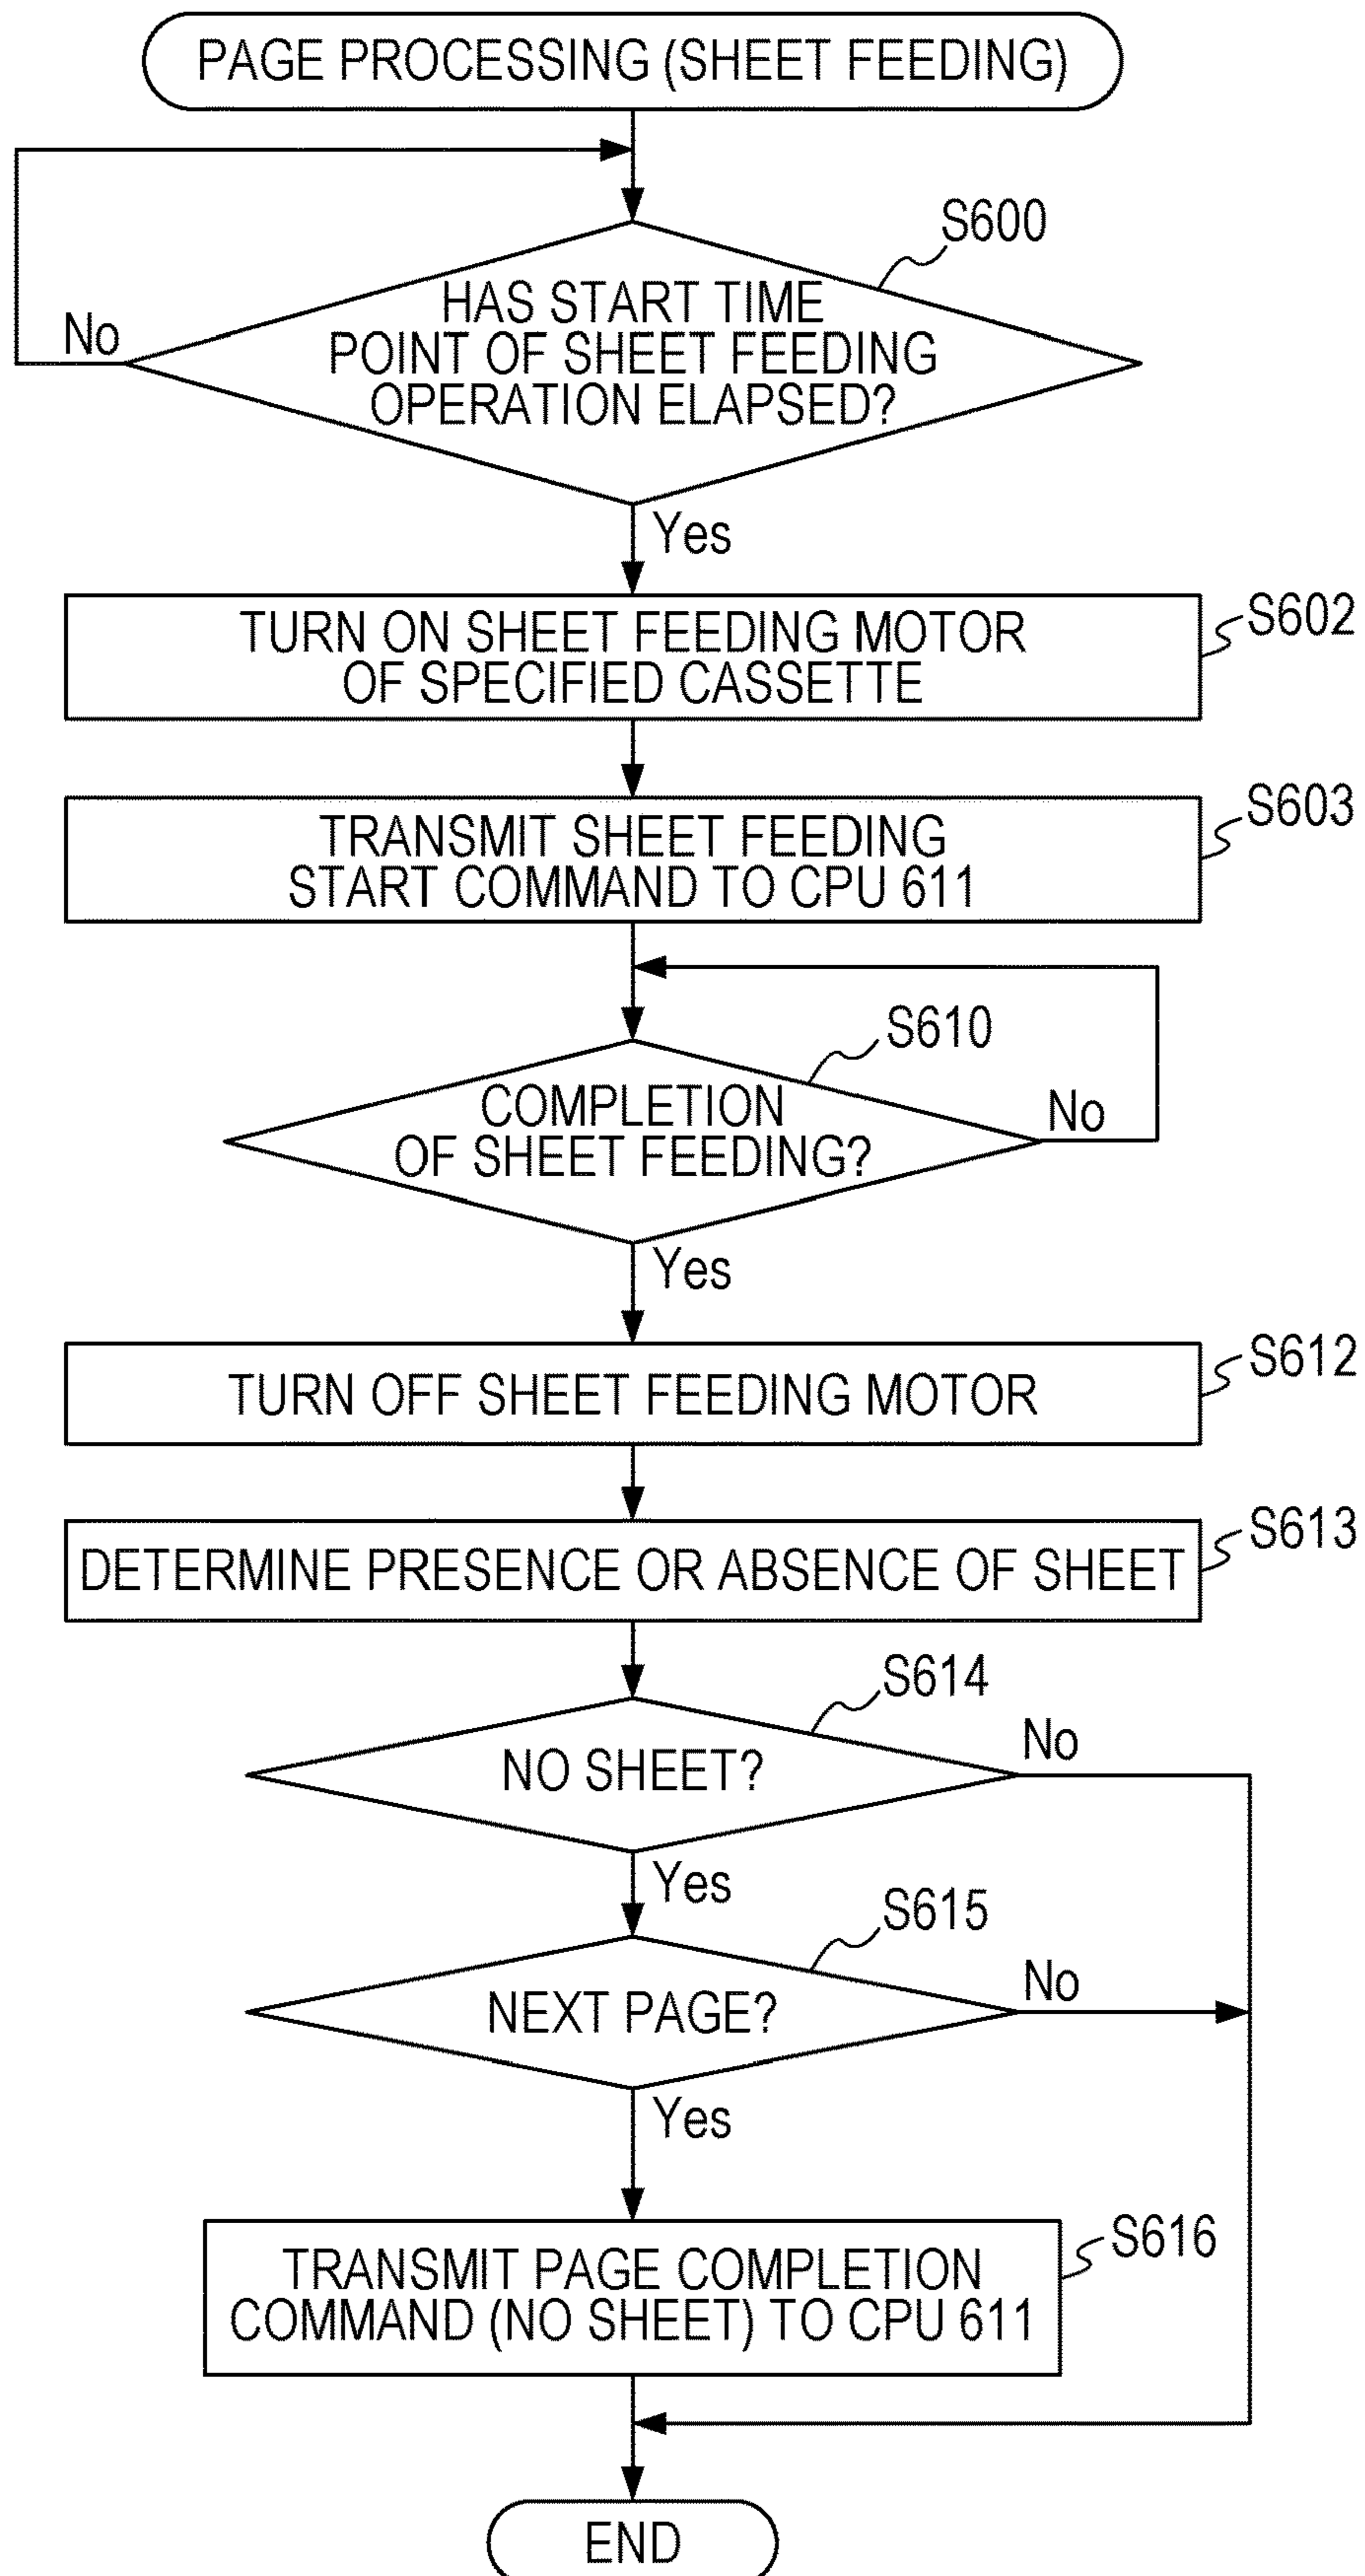 PAGE PROCESSING (SHEET FEEDING)
S600
HAS START TIME
POINT OF SHEET FEEDING
OPERATION ELAPSED?
No
Yes
TURN ON SHEET FEEDING MOTOR
OF SPECIFIED CASSETTE
S602
TRANSMIT SHEET FEEDING
START COMMAND TO CPU 611
S603
S610
COMPLETION
OF SHEET FEEDING?
No
Yes
TURN OFF SHEET FEEDING MOTOR
S612
DETERMINE PRESENCE OR ABSENCE OF SHEET
S613
S614
NO SHEET?
No
Yes
S615
NEXT PAGE?
No
Yes
TRANSMIT PAGE COMPLETION
COMMAND (NO SHEET) TO CPU 611
S616
END